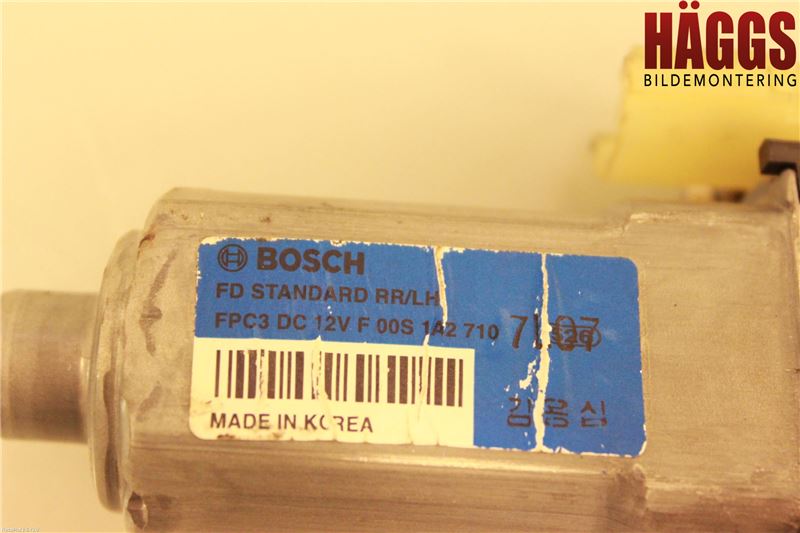 HÄGGS
BILDEMONTERING
BOSCH
FD STANDARD RR/LH
FPC3 DC 12V F 00S 1A2 710
MADE IN KOREA